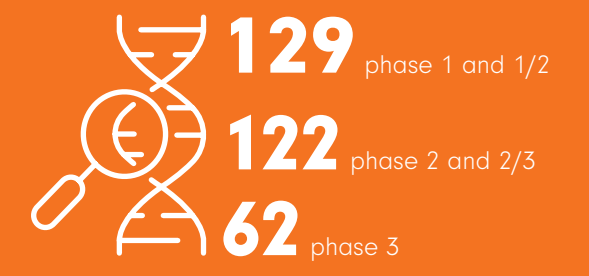 129 phase 1 and 1/2
122 phase 2 and 2/3
62 phase 3